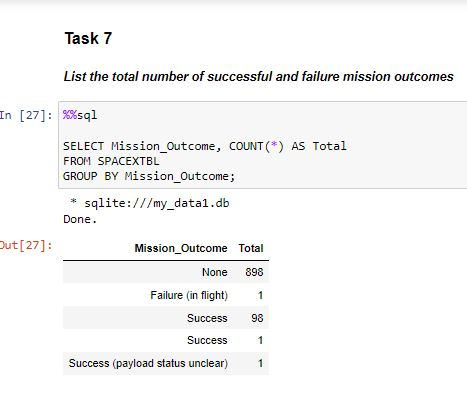 Task 7
List the total number of successful and failure mission outcomes
In [27]: %%sql
SELECT Mission_Outcome, COUNT(*) AS Total
FROM SPACEXTBL
GROUP BY Mission_Outcome;
* sqlite:///my_data1.db
Done.
Out[27]:
Mission_Outcome Total
None 898
Failure (in flight) 1
Success 98
Success 1
Success (payload status unclear) 1